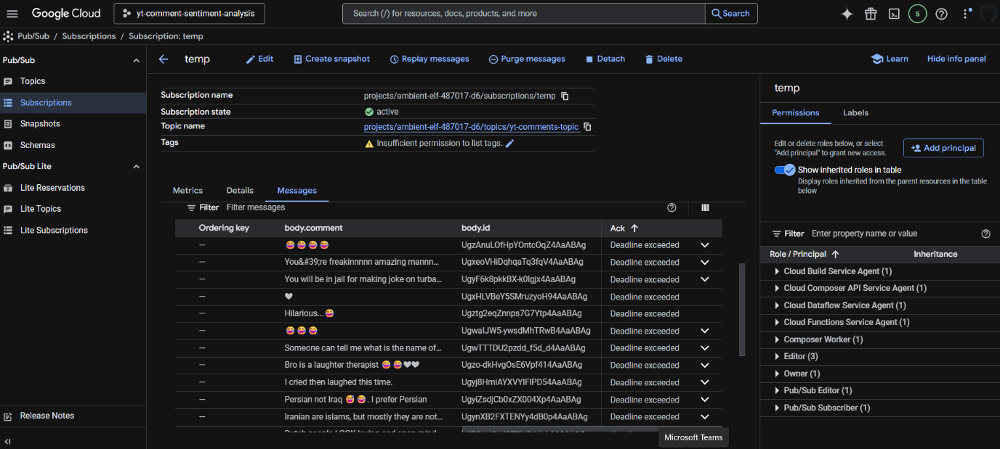 Google Cloud
yt-comment-sentiment-analysis
Search (/) for resources, docs, products, and more
Search
5
Pub/Sub / Subscriptions / Subscription: temp
Pub/Sub
Topics
Subscriptions
Snapshots
Schemas
Pub/Sub Lite
Lite Reservations
Lite Topics
Lite Subscriptions
Release Notes
temp
Edit
Create snapshot
Replay messages
Purge messages
Detach
Delete
Learn
Hide info panel
Subscription name projects/ambient-elf-487017-d6/subscriptions/temp
Subscription state active
Topic name projects/ambient-elf-487017-d6/topics/yt-comments-topic
Tags Insufficient permission to list tags.
Metrics Details Messages
Filter Filter messages
Ordering key body.comment body.id Ack
— 😂😂😂😂 UgzAnuLOfHpYOntcOqZ4AaABAg Deadline exceeded
— You&#39;re freakinnnnn amazing mannn... UgxeoVHiDqhqaTq3fqV4AaABAg Deadline exceeded
— You will be in jail for making joke on turba... UgyF6k8pkkBX-k0lgjx4AaABAg Deadline exceeded
— 🤍 UgxHLVBeY5SMruzyoH94AaABAg Deadline exceeded
— Hilarious...😂 Ugztg2eqZnnps7G7Ytp4AaABAg Deadline exceeded
— 😂😂😂 UgwaIJW5-ywsdMhTRwB4AaABAg Deadline exceeded
— Someone can tell me what is the name of... UgwTTTDU2pzdd_f5d_d4AaABAg Deadline exceeded
— Bro is a laughter therapist 😂😂🤍🤍 Ugzo-dkHvgOsE6Vpf414AaABAg Deadline exceeded
— I cried then laughed this time. Ugyj8HmiAYXVYIFIPD54AaABAg Deadline exceeded
— Persian not Iraq 😅😂. I prefer Persian UgyiZsdjCb0xZX004Xp4AaABAg Deadline exceeded
— Iranian are islams, but mostly they are not... UgynXB2FXTENYy4dB0p4AaABAg Deadline exceeded
Dutch people LOOK loving and open mind
Microsoft Teams
temp
Permissions Labels
Edit or delete roles below, or select
"Add principal" to grant new access.
Add principal
Show inherited roles in table
Display roles inherited from the parent resources in the table
below
Filter Enter property name or value
Role / Principal Inheritance
Cloud Build Service Agent (1)
Cloud Composer API Service Agent (1)
Cloud Dataflow Service Agent (1)
Cloud Functions Service Agent (1)
Composer Worker (1)
Editor (3)
Owner (1)
Pub/Sub Editor (1)
Pub/Sub Subscriber (1)